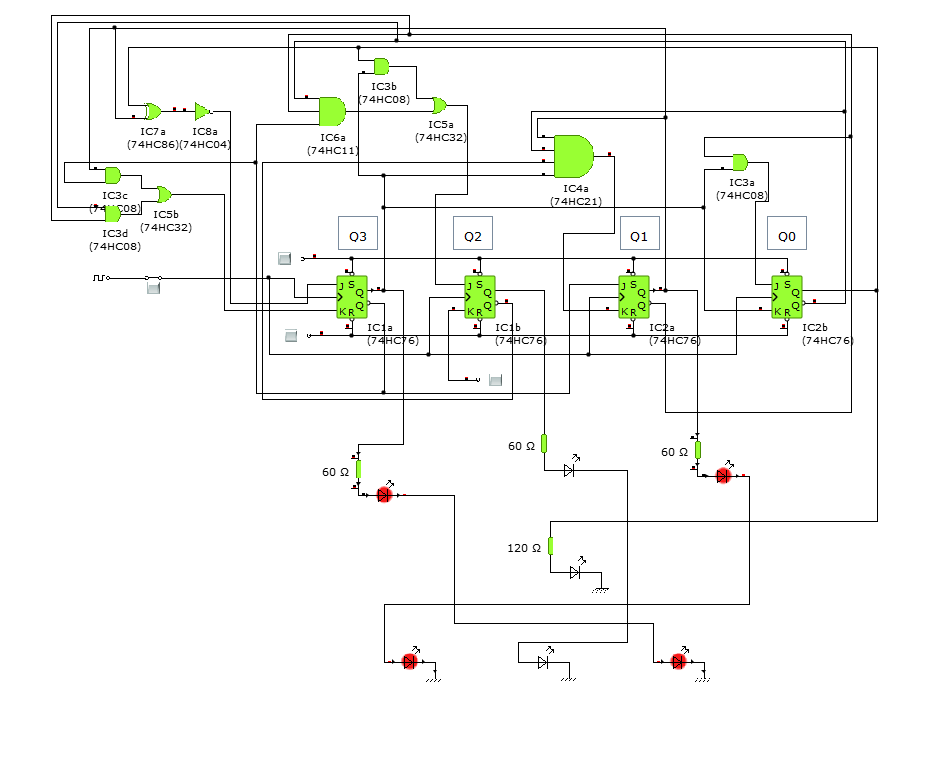 IC3b
(74HC08)
IC7a
(74HC86)
IC8a
(74HC04)
IC6a
(74HC11)
IC5a
(74HC32)
IC4a
(74HC21)
IC3a
(74HC08)
IC3c
(74HC08)
IC5b
(74HC32)
IC3d
(74HC08)
Q3
Q2
Q1
Q0
J S Q
K R Q
J S Q
K R Q
J S Q
K R Q
J S Q
K R Q
IC1a
(74HC76)
IC1b
(74HC76)
IC2a
(74HC76)
IC2b
(74HC76)
60 Ω
60 Ω
60 Ω
120 Ω